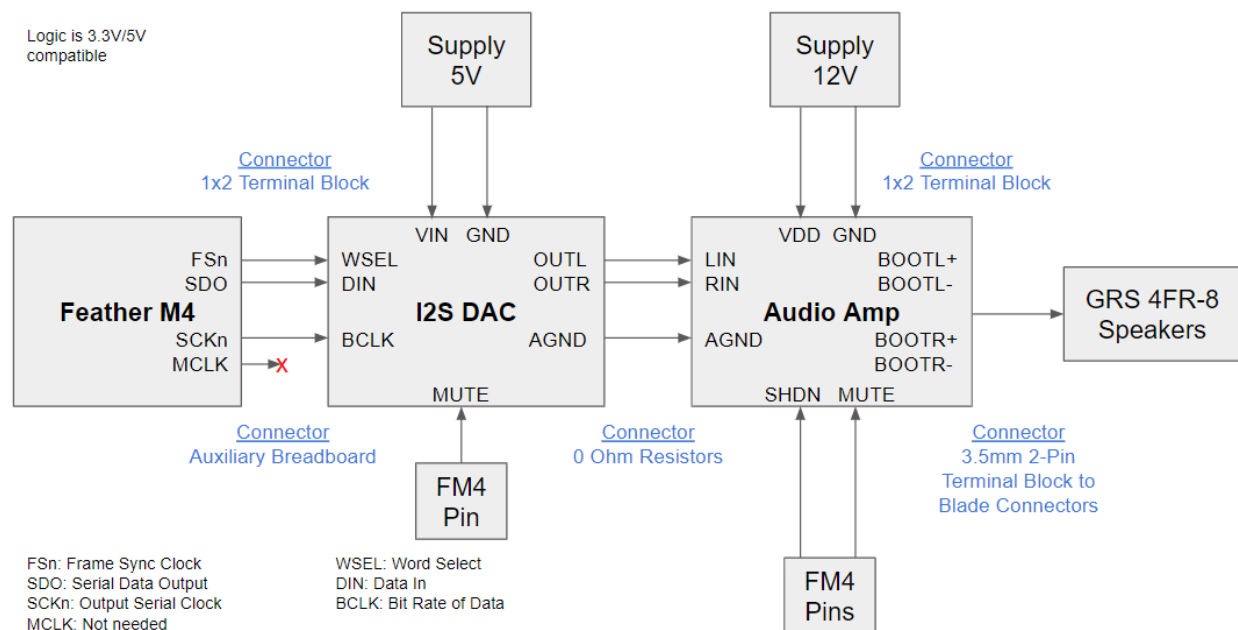 Logic is 3.3V/5V
compatible
Supply
5V
Supply
12V
Connector
1x2 Terminal Block
Connector
1x2 Terminal Block
Feather M4
FSn
SDO
SCKn
MCLK
X
I2S DAC
VIN GND
WSEL
DIN
BCLK
OUTL
OUTR
AGND
MUTE
Audio Amp
VDD GND
LIN
RIN
AGND
BOOTL+
BOOTL-
BOOTR+
BOOTR-
SHDN MUTE
GRS 4FR-8
Speakers
Connector
Auxiliary Breadboard
Connector
0 Ohm Resistors
Connector
3.5mm 2-Pin
Terminal Block to
Blade Connectors
FM4
Pin
FM4
Pins
FSn: Frame Sync Clock
SDO: Serial Data Output
SCKn: Output Serial Clock
MCLK: Not needed
WSEL: Word Select
DIN: Data In
BCLK: Bit Rate of Data